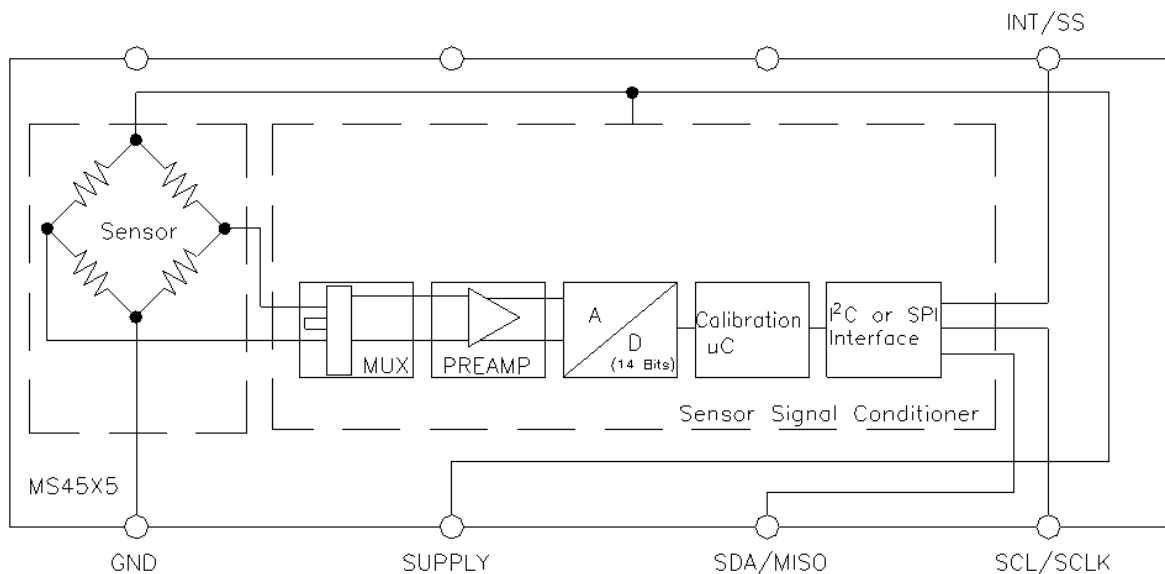 INT/SS
Sensor
A
D
(14 Bits)
Calibration
µC
I²C or SPI
Interface
MUX
PREAMP
Sensor Signal Conditioner
MS45X5
GND
SUPPLY
SDA/MISO
SCL/SCLK